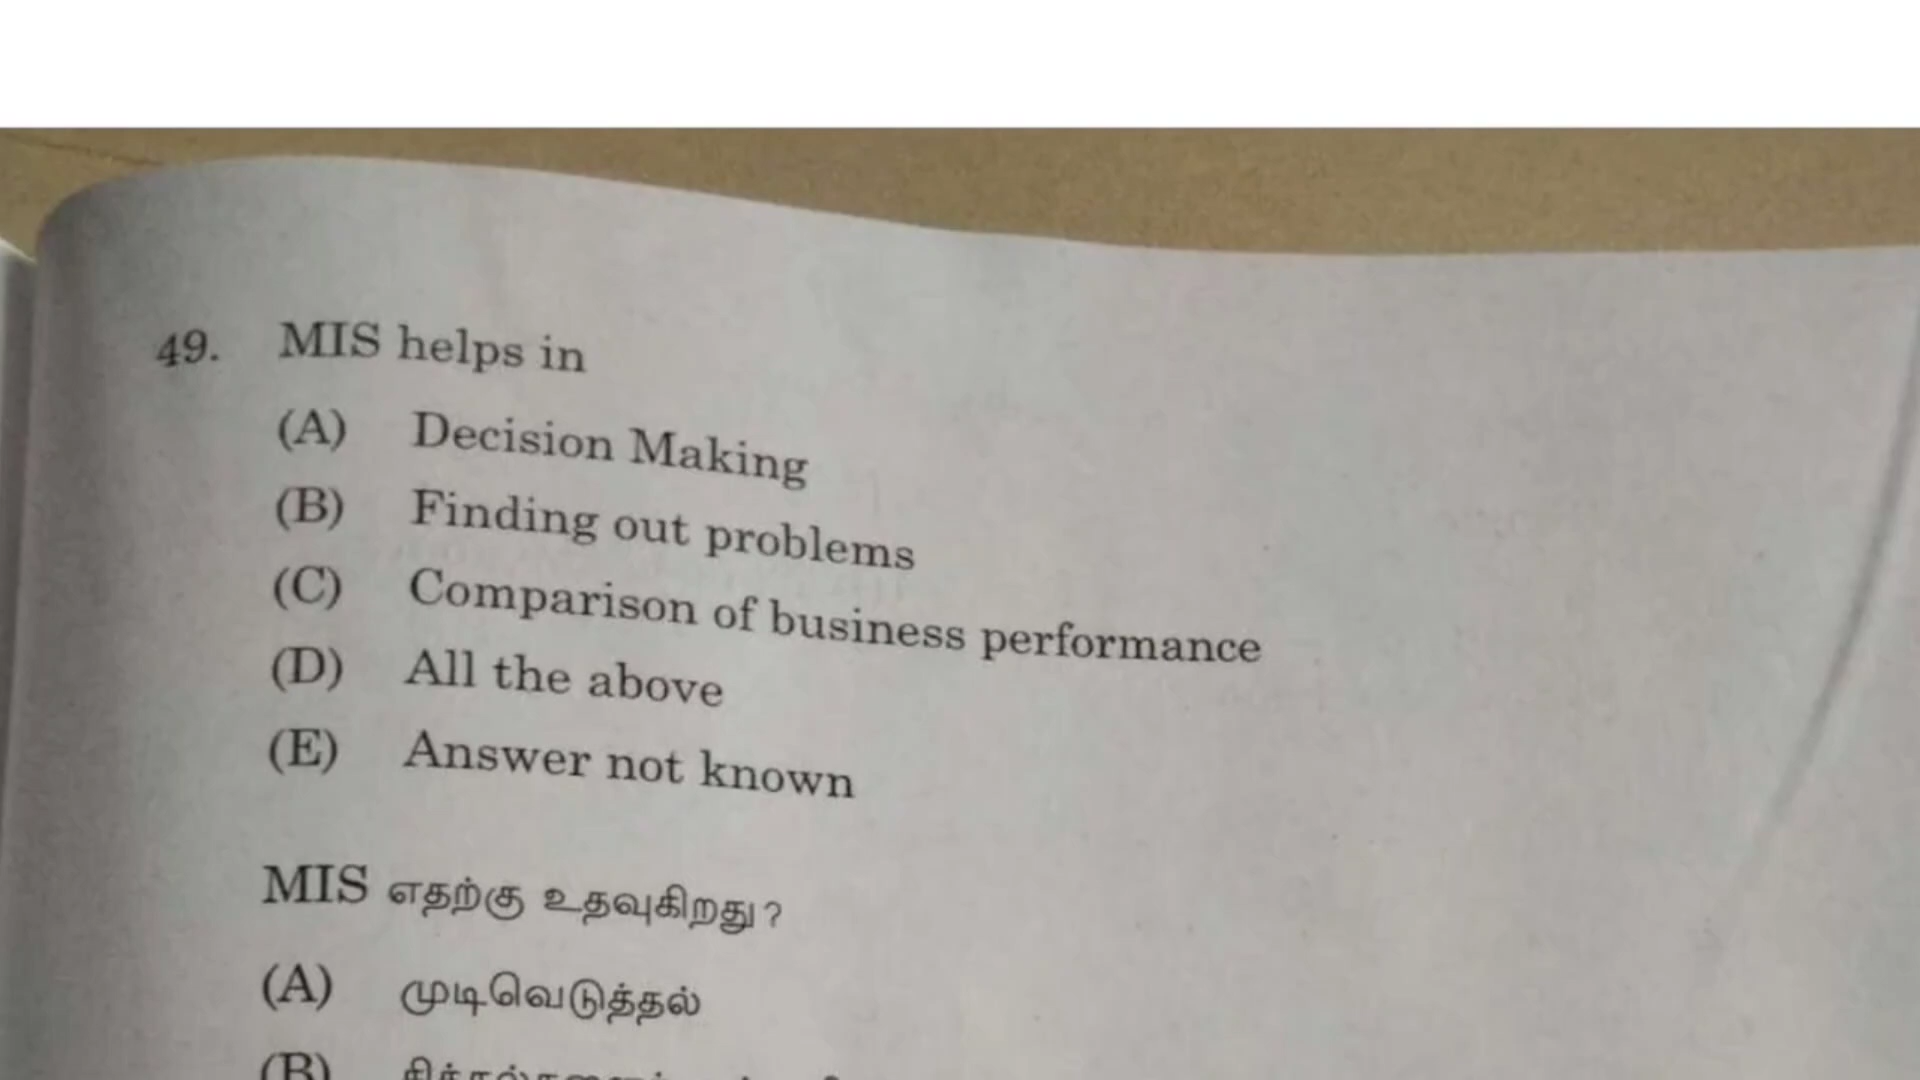 49. MIS helps in
(A) Decision Making
(B) Finding out problems
(C) Comparison of business performance
(D) All the above
(E) Answer not known
MIS எதற்கு உதவுகிறது?
(A) முடிவெடுத்தல்
(B)